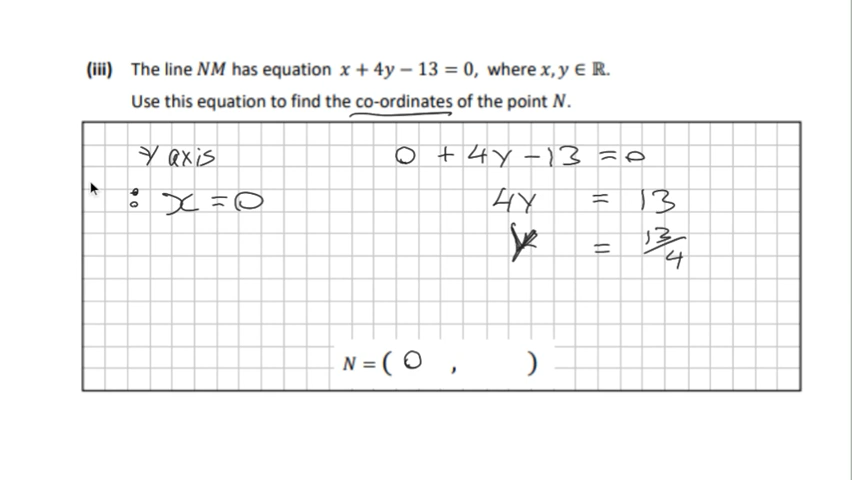 (iii) The line NM has equation x + 4y − 13 = 0, where x, y ∈ ℝ.
Use this equation to find the co-ordinates of the point N.
Y axis 0 + 4Y − 13 = 0
: x = 0 4Y = 13
Y = 13/4
N = ( 0 , )